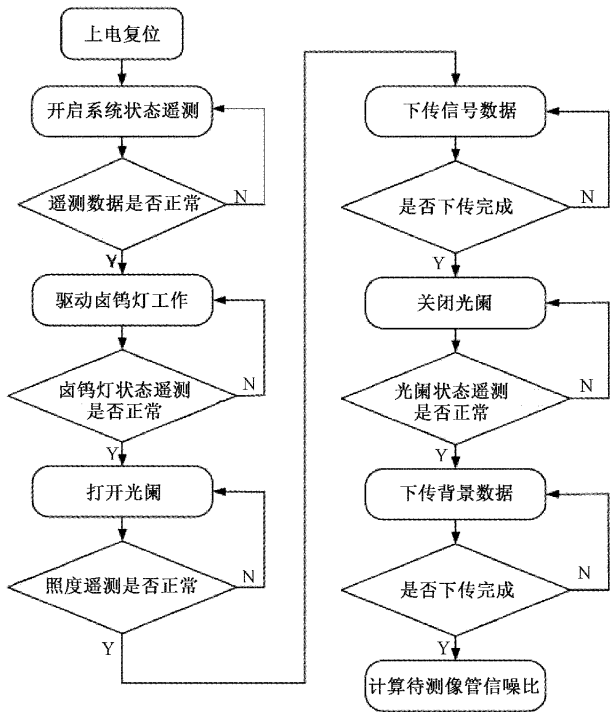 上电复位
开启系统状态遥测
遥测数据是否正常
N
Y
驱动卤钨灯工作
卤钨灯状态遥测
是否正常
N
Y
打开光阑
照度遥测是否正常
N
Y
下传信号数据
是否下传完成
N
Y
关闭光阑
光阑状态遥测
是否正常
N
Y
下传背景数据
是否下传完成
N
Y
计算待测像管信噪比